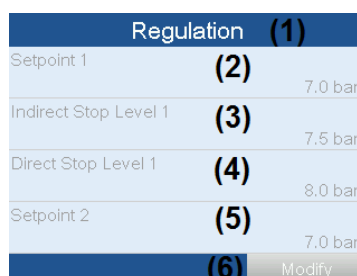 Regulation (1)
Setpoint 1 (2)
7.0 bar
Indirect Stop Level 1 (3)
7.5 bar
Direct Stop Level 1 (4)
8.0 bar
Setpoint 2 (5)
7.0 bar
(6) Modify